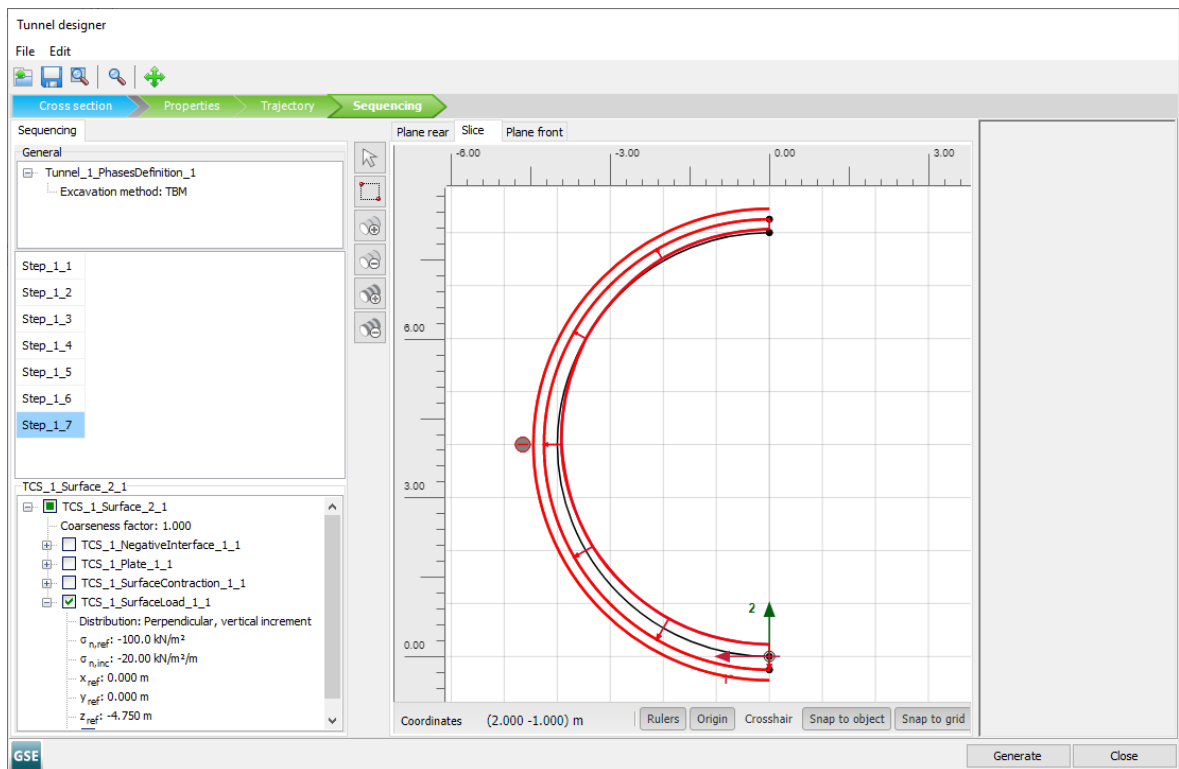 Tunnel designer
File Edit
Cross section Properties Trajectory Sequencing
Sequencing
General
Tunnel_1_PhasesDefinition_1
Excavation method: TBM
Step_1_1
Step_1_2
Step_1_3
Step_1_4
Step_1_5
Step_1_6
Step_1_7
TCS_1_Surface_2_1
TCS_1_Surface_2_1
Coarseness factor: 1.000
TCS_1_NegativeInterface_1_1
TCS_1_Plate_1_1
TCS_1_SurfaceContraction_1_1
TCS_1_SurfaceLoad_1_1
Distribution: Perpendicular, vertical increment
σn,ref: -100.0 kN/m²
σn,inc: -20.00 kN/m²/m
xref: 0.000 m
yref: 0.000 m
zref: -4.750 m
Plane rear Slice Plane front
-6.00 -3.00 0.00 3.00
6.00
3.00
2
0.00
Coordinates (2.000 -1.000) m Rulers Origin Crosshair Snap to object Snap to grid
GSE Generate Close